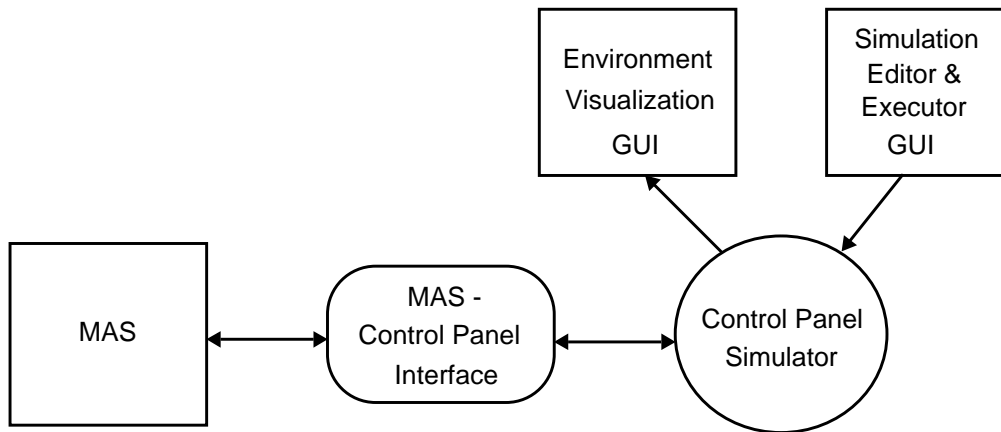 Environment
Visualization
GUI
Simulation
Editor &
Executor
GUI
MAS
MAS -
Control Panel
Interface
Control Panel
Simulator